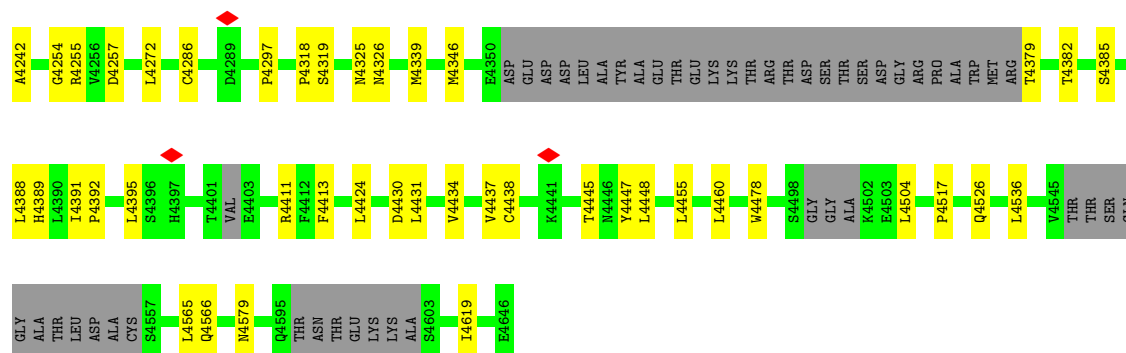 A4242 G4254 R4255 V4256 D4257 L4272 C4286 D4289 P4297 P4318 S4319 N4325 N4326 M4339 M4346 E4350 ASP GLU ASP ASP LEU ALA TYR ALA GLU THR GLU LYS LYS THR ARG THR ASP SER THR SER ASP GLY ARG PRO ALA TRP MET ARG T4379 T4382 S4385
L4388 H4389 L4390 I4391 P4392 L4395 S4396 H4397 T4401 VAL E4403 R4411 F4412 F4413 L4424 D4430 L4431 V4434 V4437 C4438 K4441 T4445 N4446 Y4447 L4448 L4455 L4460 W4478 S4498 GLY GLY ALA K4502 E4503 L4504 P4517 Q4526 L4536 V4545 THR THR SER
GLY ALA THR LEU ASP ALA CYS S4557 L4565 Q4566 N4579 Q4595 THR ASN THR GLU LYS LYS ALA S4603 I4619 E4646